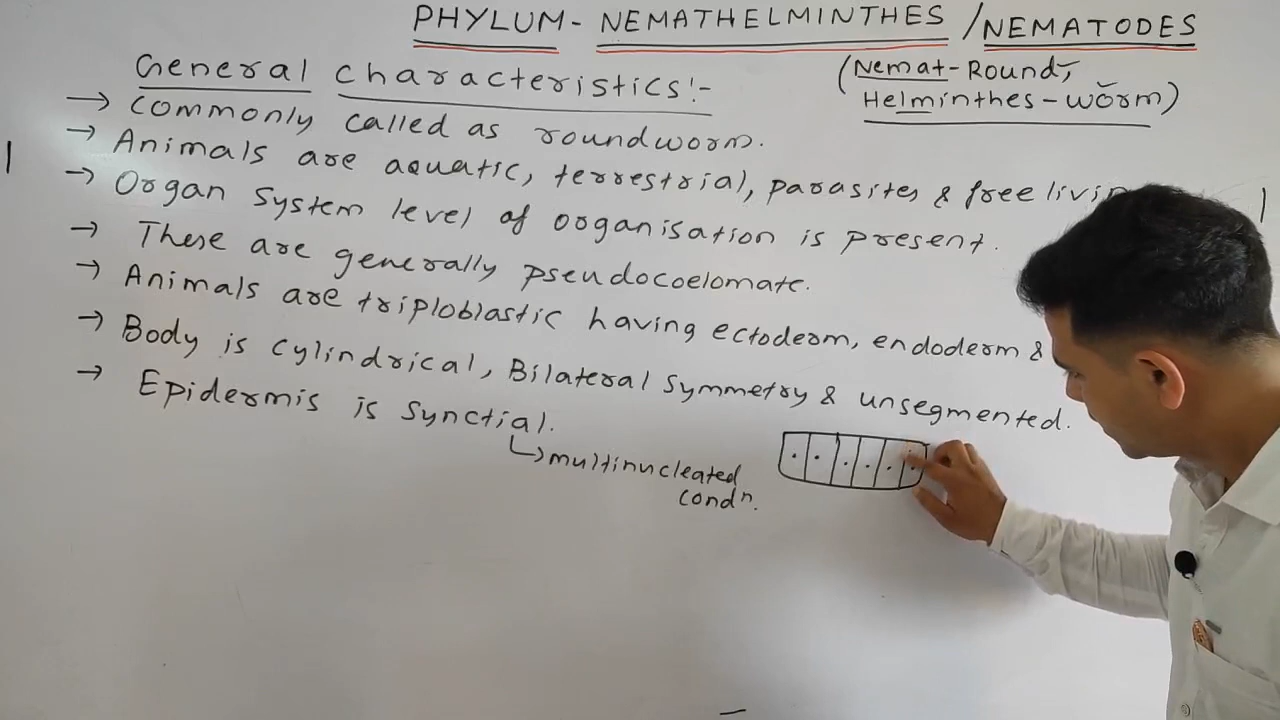 PHYLUM - NEMATHELMINTHES / NEMATODES
(Nemat - Round,
Helminthes - worm)
General characteristics :-
→ commonly called as roundworm.
→ Animals are aquatic, terrestrial, parasites & free
→ Organ system level of organisation is present.
→ These are generally pseudocoelomate.
→ Animals are triploblastic having ectoderm, endoderm &
→ Body is cylindrical, Bilateral symmetry & unsegmented.
→ Epidermis is synctial.
↳ multinucleated
condⁿ.